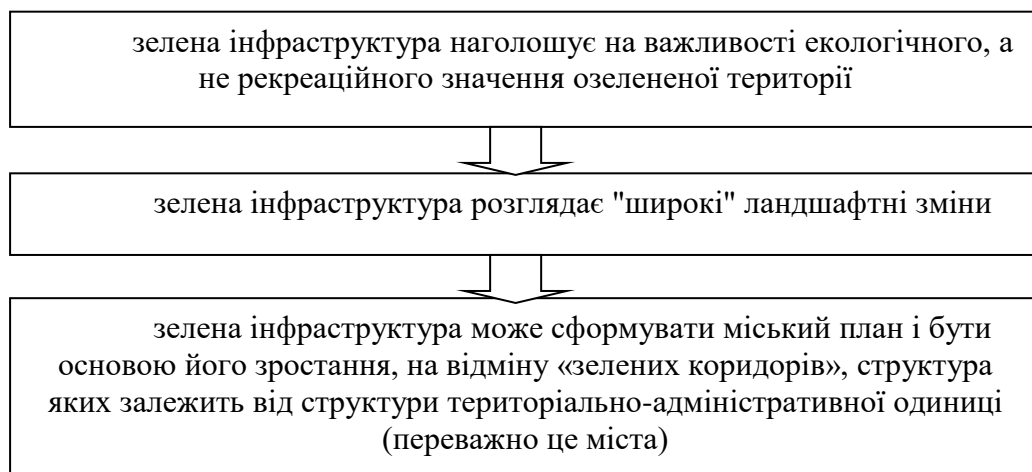 зелена інфраструктура наголошує на важливості екологічного, а
не рекреаційного значення озелененої території
зелена інфраструктура розглядає "широкі" ландшафтні зміни
зелена інфраструктура може сформувати міський план і бути
основою його зростання, на відміну «зелених коридорів», структура
яких залежить від структури територіально-адміністративної одиниці
(переважно це міста)